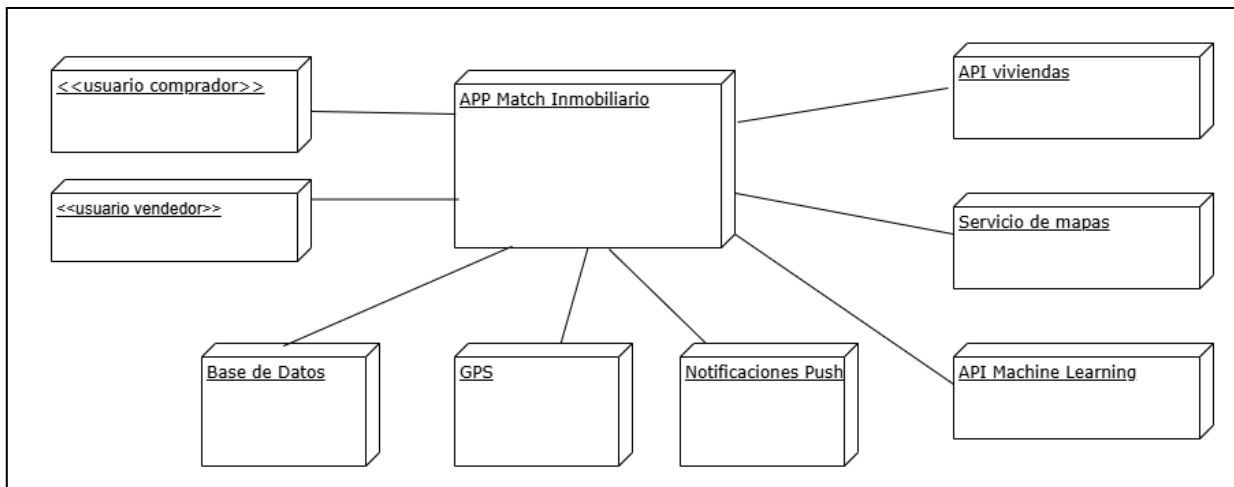 <<usuario comprador>>
APP Match Inmobiliario
API viviendas
<<usuario vendedor>>
Servicio de mapas
Base de Datos
GPS
Notificaciones Push
API Machine Learning